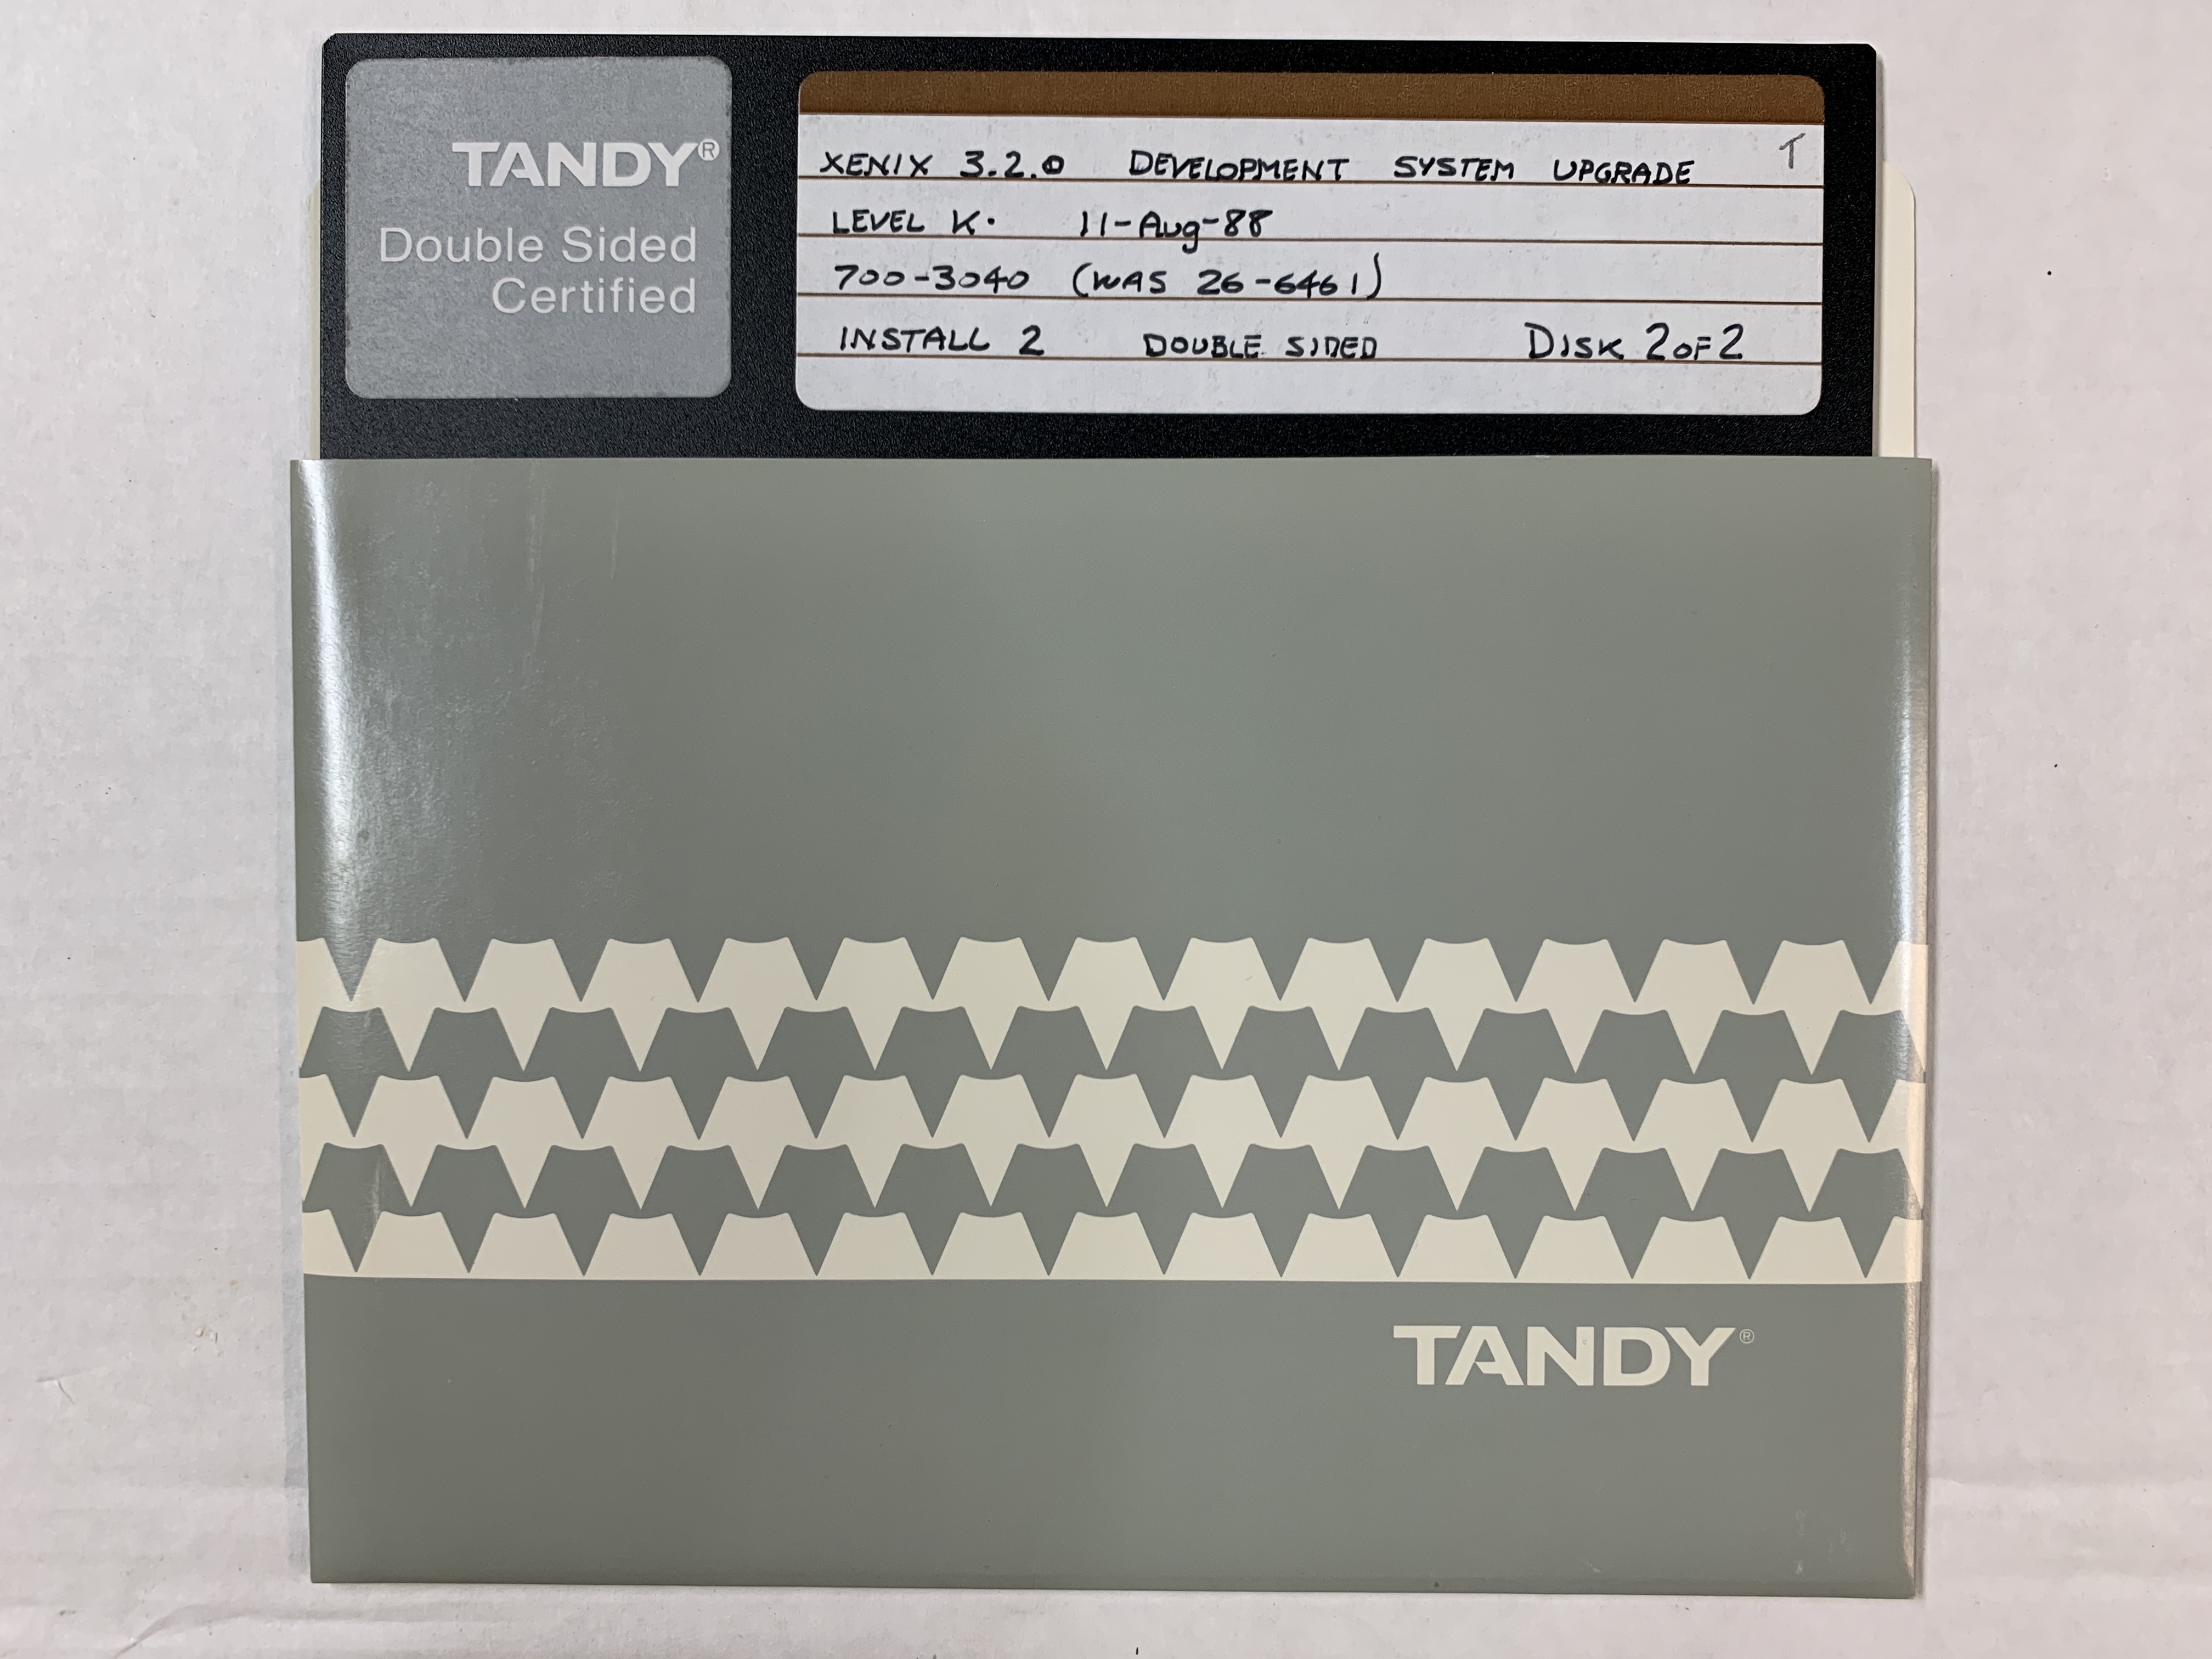 TANDY®
Double Sided
Certified
T
XENIX 3.2.0 DEVELOPMENT SYSTEM UPGRADE
LEVEL K. 11-Aug-88
700-3040 (WAS 26-6461)
INSTALL 2 DOUBLE SIDED DISK 2 OF 2
TANDY®